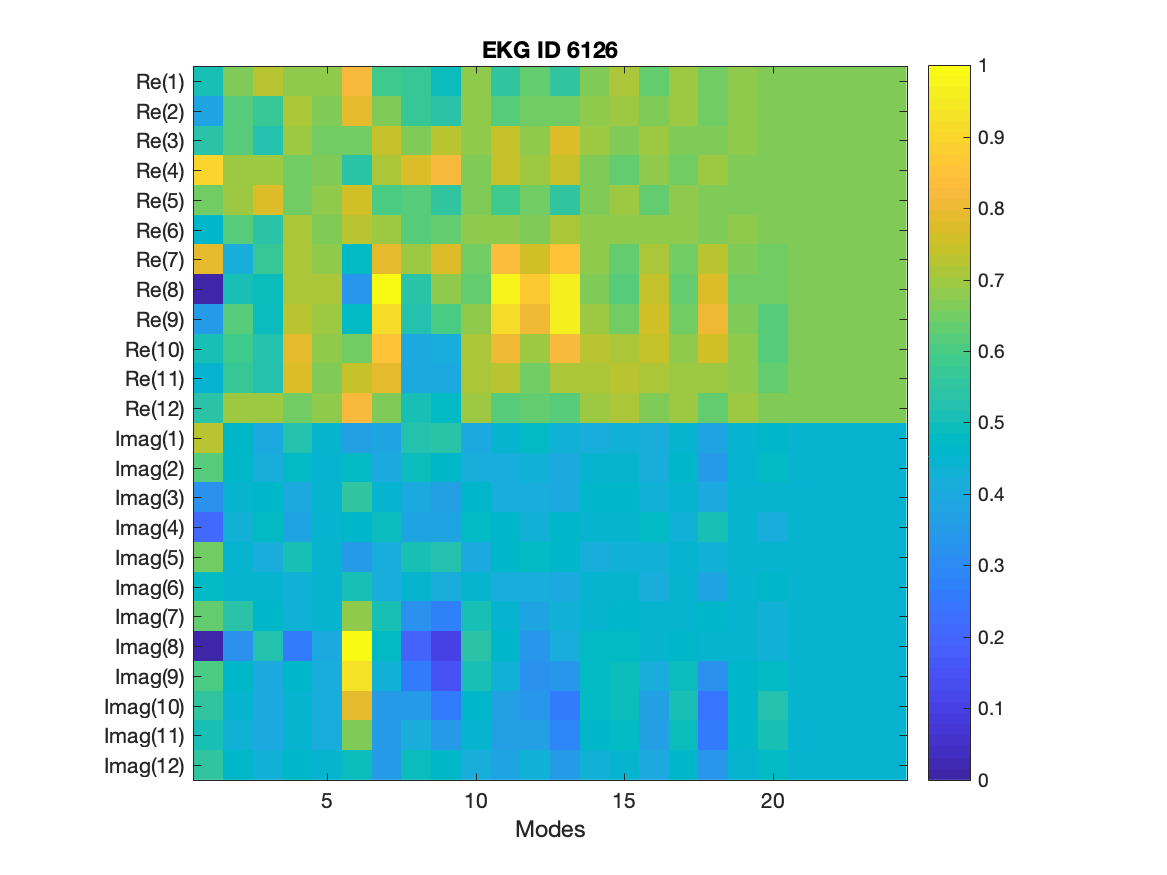 EKG ID 6126
Re(1)
Re(2)
Re(3)
Re(4)
Re(5)
Re(6)
Re(7)
Re(8)
Re(9)
Re(10)
Re(11)
Re(12)
Imag(1)
Imag(2)
Imag(3)
Imag(4)
Imag(5)
Imag(6)
Imag(7)
Imag(8)
Imag(9)
Imag(10)
Imag(11)
Imag(12)
5 10 15 20
Modes
1
0.9
0.8
0.7
0.6
0.5
0.4
0.3
0.2
0.1
0